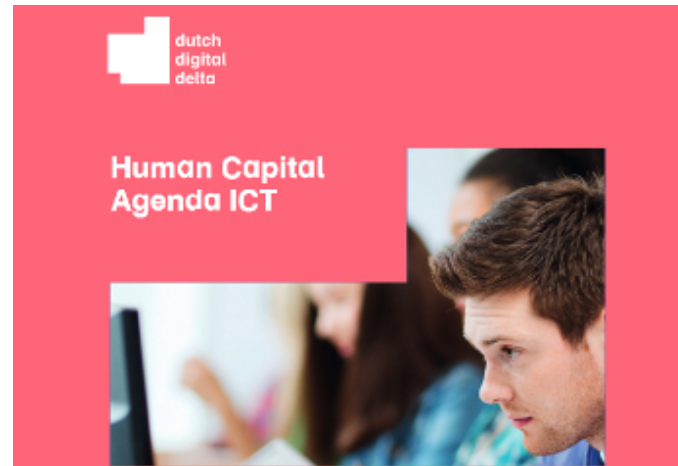 dutch
digital
delta
Human Capital
Agenda ICT